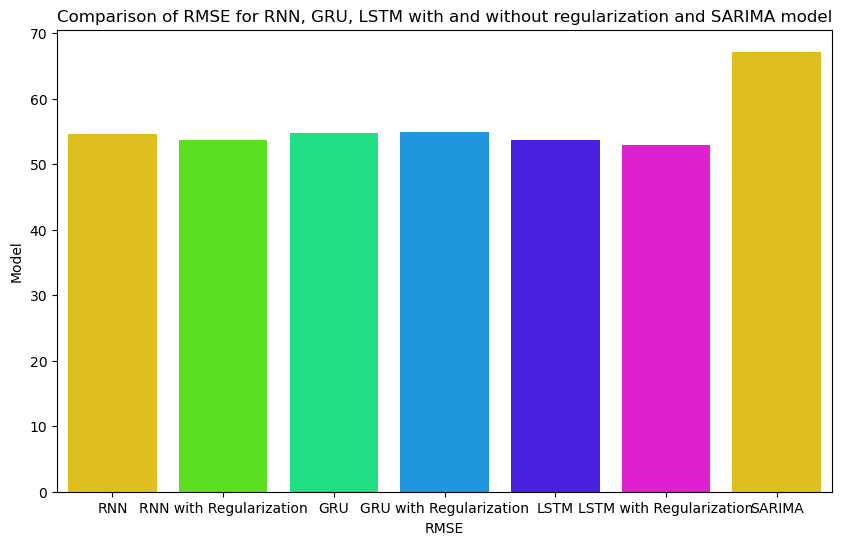 Comparison of RMSE for RNN, GRU, LSTM with and without regularization and SARIMA model
70
60
50
40
30
20
10
0
Model
RNN RNN with Regularization GRU GRU with Regularization LSTM LSTM with Regularization SARIMA
RMSE